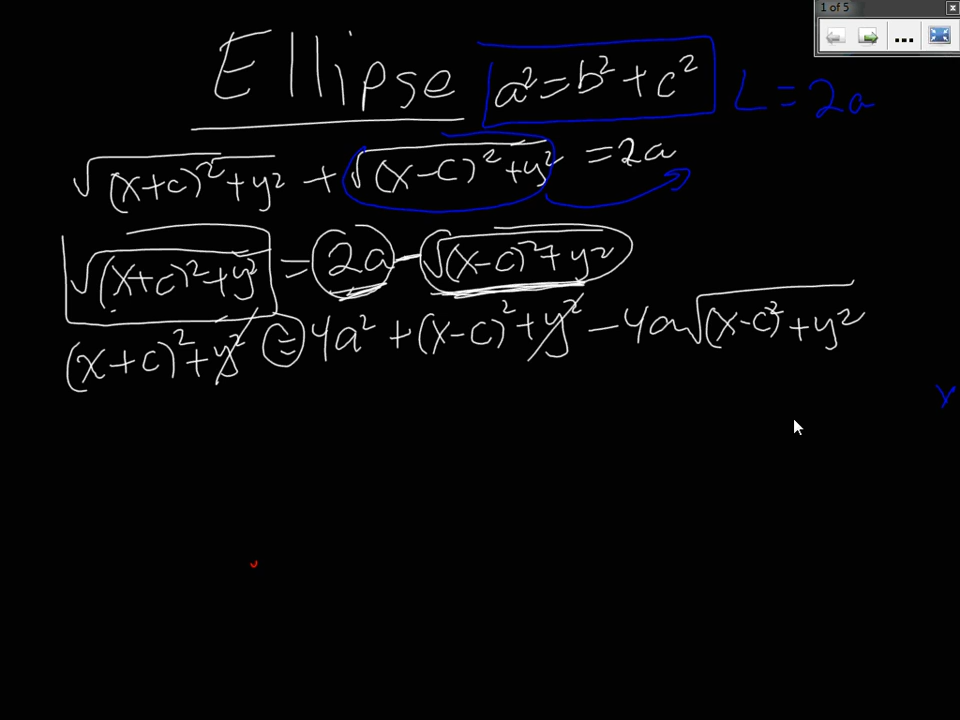 1 of 5
Ellipse a² = b² + c² L = 2a
√(x+c)² + y² + √(x-c)² + y² = 2a
√(x+c)² + y² = 2a - √(x-c)² + y²
(x+c)² + y² = 4a² + (x-c)² + y² - 4a√(x-c)² + y²